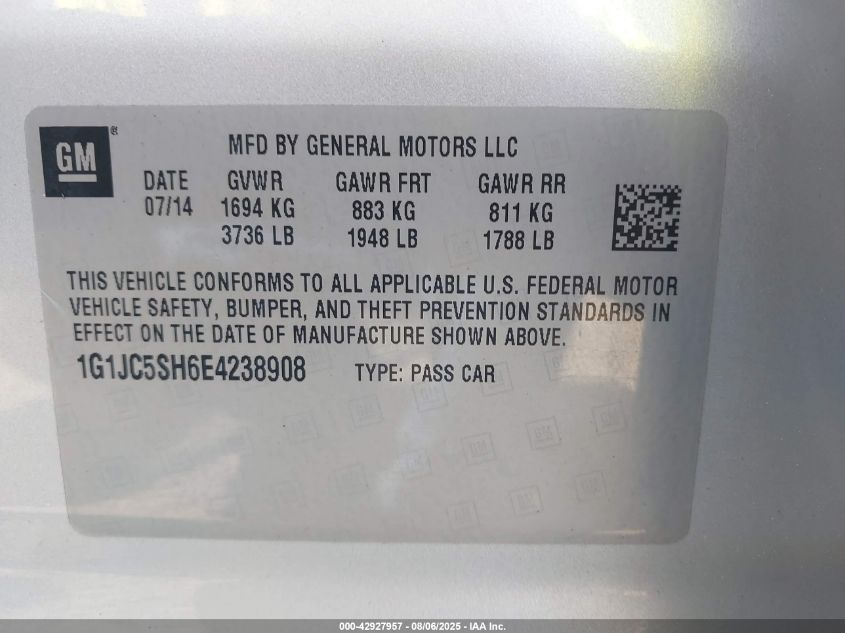 GM ®
MFD BY GENERAL MOTORS LLC
DATE GVWR GAWR FRT GAWR RR
07/14 1694 KG 883 KG 811 KG
3736 LB 1948 LB 1788 LB
THIS VEHICLE CONFORMS TO ALL APPLICABLE U.S. FEDERAL MOTOR
VEHICLE SAFETY, BUMPER, AND THEFT PREVENTION STANDARDS IN
EFFECT ON THE DATE OF MANUFACTURE SHOWN ABOVE.
1G1JC5SH6E4238908 TYPE: PASS CAR
000-42927957 - 08/06/2025 - IAA Inc.